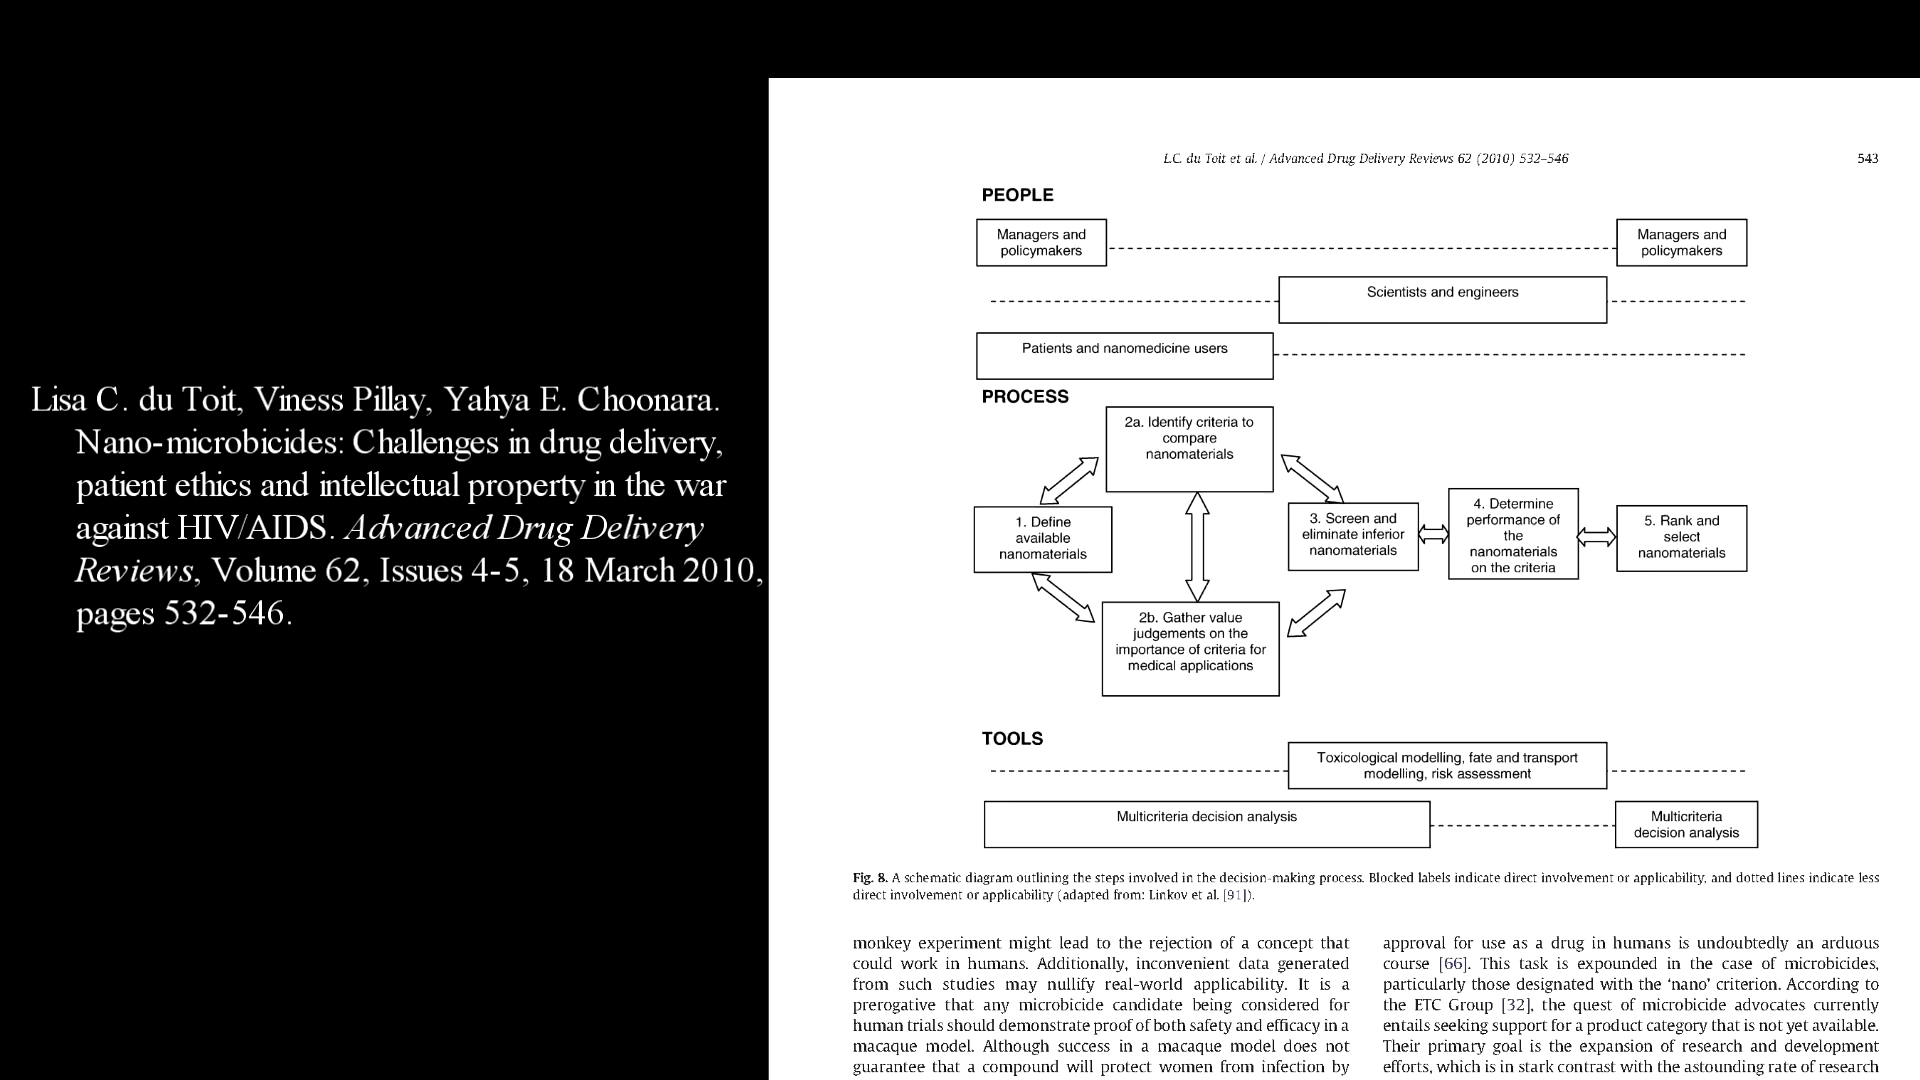 Lisa C. du Toit, Viness Pillay, Yahya E. Choonara.
Nano-microbicides: Challenges in drug delivery,
patient ethics and intellectual property in the war
against HIV/AIDS. Advanced Drug Delivery
Reviews, Volume 62, Issues 4-5, 18 March 2010,
pages 532-546.
L.C. du Toit et al. / Advanced Drug Delivery Reviews 62 (2010) 532–546
543
PEOPLE
Managers and
policymakers
Managers and
policymakers
Scientists and engineers
Patients and nanomedicine users
PROCESS
2a. Identify criteria to
compare
nanomaterials
1. Define
available
nanomaterials
3. Screen and
eliminate inferior
nanomaterials
4. Determine
performance of
the
nanomaterials
on the criteria
5. Rank and
select
nanomaterials
2b. Gather value
judgements on the
importance of criteria for
medical applications
TOOLS
Toxicological modelling, fate and transport
modelling, risk assessment
Multicriteria decision analysis
Multicriteria
decision analysis
Fig. 8. A schematic diagram outlining the steps involved in the decision-making process. Blocked labels indicate direct involvement or applicability, and dotted lines indicate less
direct involvement or applicability (adapted from: Linkov et al. [91]).
monkey experiment might lead to the rejection of a concept that
could work in humans. Additionally, inconvenient data generated
from such studies may nullify real-world applicability. It is a
prerogative that any microbicide candidate being considered for
human trials should demonstrate proof of both safety and efficacy in a
macaque model. Although success in a macaque model does not
guarantee that a compound will protect women from infection by
approval for use as a drug in humans is undoubtedly an arduous
course [66]. This task is expounded in the case of microbicides,
particularly those designated with the ‘nano’ criterion. According to
the ETC Group [32], the quest of microbicide advocates currently
entails seeking support for a product category that is not yet available.
Their primary goal is the expansion of research and development
efforts, which is in stark contrast with the astounding rate of research